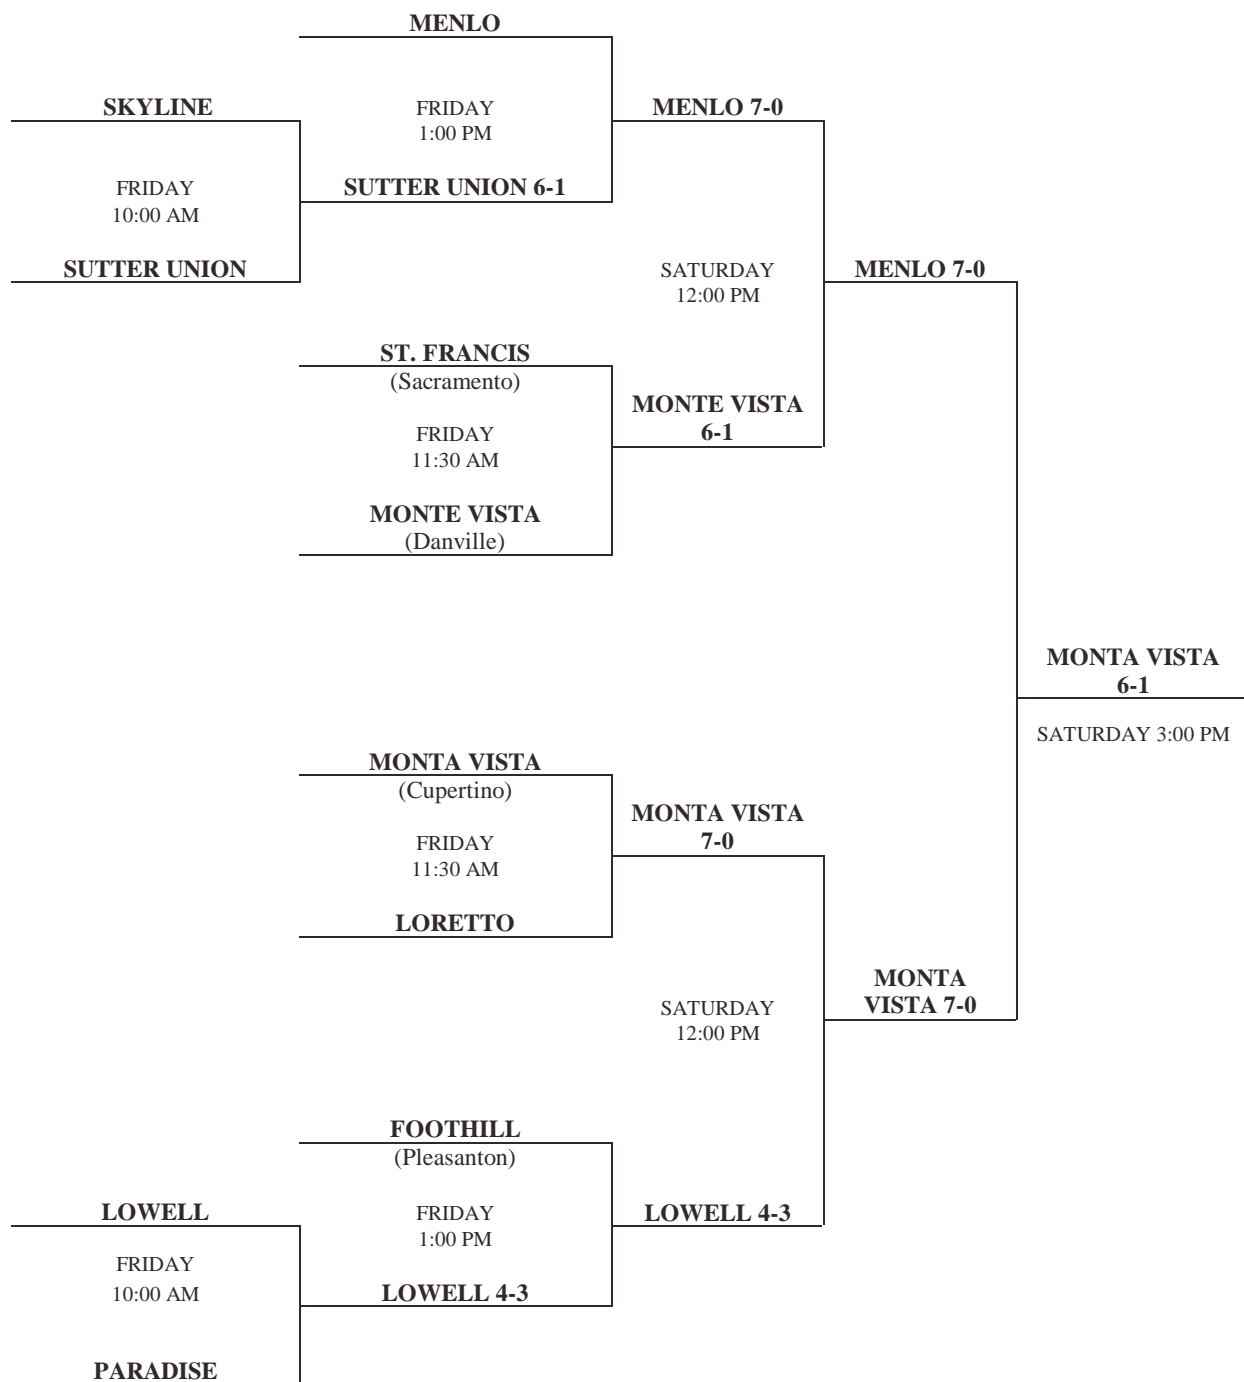 MENLO
SKYLINE
FRIDAY
1:00 PM
MENLO 7-0
FRIDAY
10:00 AM
SUTTER UNION 6-1
SUTTER UNION
SATURDAY
12:00 PM
MENLO 7-0
ST. FRANCIS
(Sacramento)
MONTE VISTA
6-1
FRIDAY
11:30 AM
MONTE VISTA
(Danville)
MONTA VISTA
6-1
SATURDAY 3:00 PM
MONTA VISTA
(Cupertino)
MONTA VISTA
7-0
FRIDAY
11:30 AM
LORETTO
SATURDAY
12:00 PM
MONTA
VISTA 7-0
FOOTHILL
(Pleasanton)
LOWELL
FRIDAY
1:00 PM
LOWELL 4-3
FRIDAY
10:00 AM
LOWELL 4-3
PARADISE